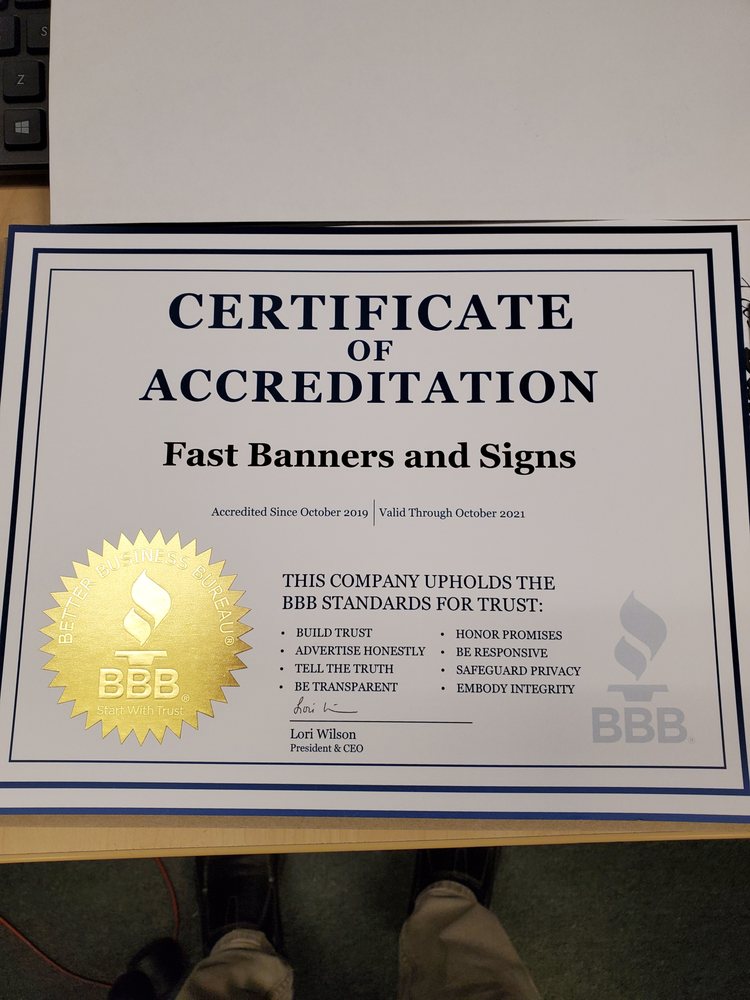 S
Z
CERTIFICATE
OF
ACCREDITATION
Fast Banners and Signs
Accredited Since October 2019 | Valid Through October 2021
THIS COMPANY UPHOLDS THE
BBB STANDARDS FOR TRUST:
• BUILD TRUST
• ADVERTISE HONESTLY
• TELL THE TRUTH
• BE TRANSPARENT
• HONOR PROMISES
• BE RESPONSIVE
• SAFEGUARD PRIVACY
• EMBODY INTEGRITY
Lori Wilson
President & CEO
BETTER BUSINESS BUREAU®
BBB®
Start With Trust
BBB®